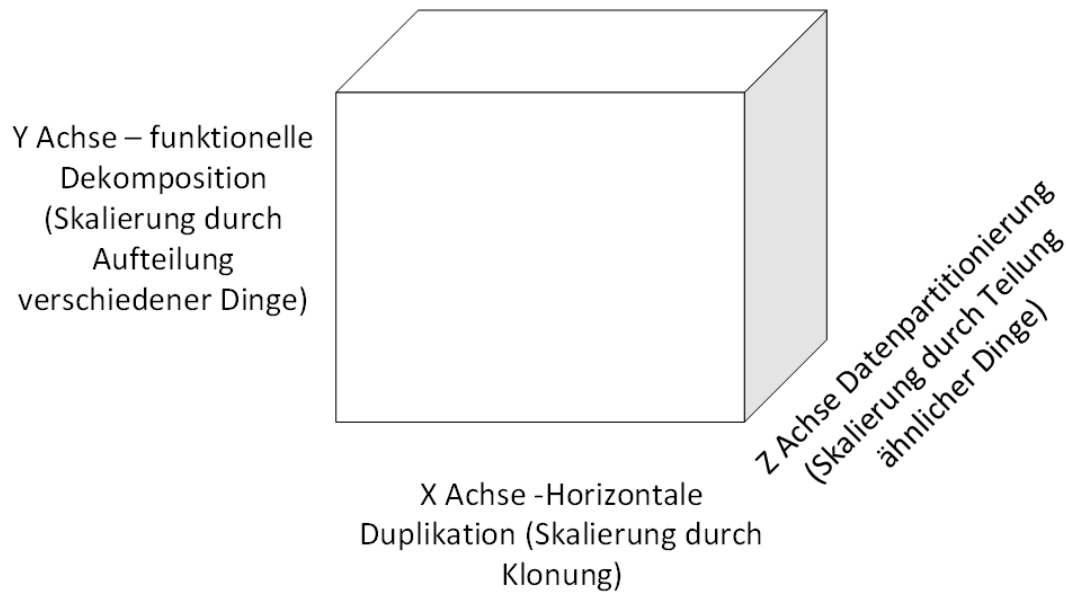 Y Achse – funktionelle
Dekomposition
(Skalierung durch
Aufteilung
verschiedener Dinge)
Z Achse Datenpartitionierung
(Skalierung durch Teilung
ähnlicher Dinge)
X Achse -Horizontale
Duplikation (Skalierung durch
Klonung)